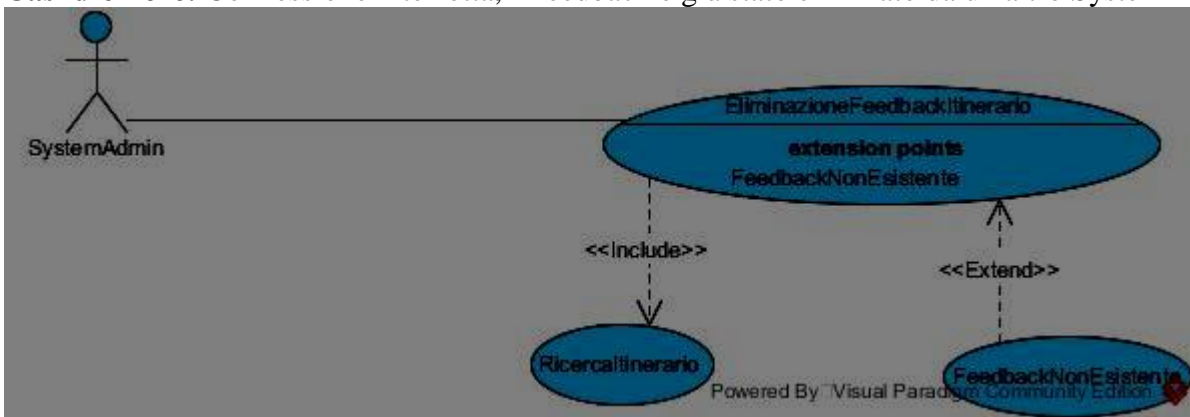 EliminazioneFeedbackItinerario
extension points
FeedbackNonEsistente
SystemAdmin
<<Include>>
<<Extend>>
RicercaItinerario
FeedbackNonEsistente
Powered By Visual Paradigm Community Edition